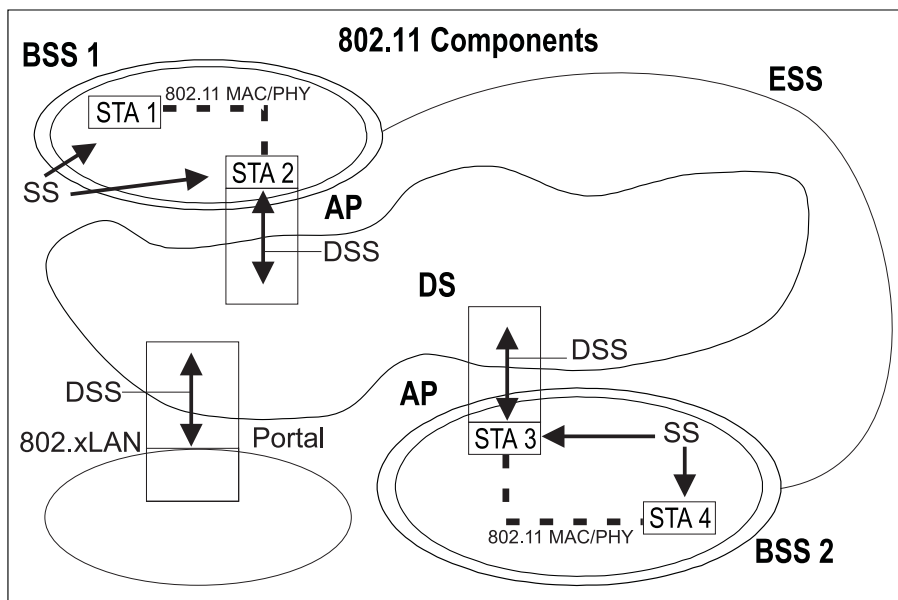 802.11 Components
BSS 1
ESS
802.11 MAC/PHY
STA 1
STA 2
SS
AP
DSS
DS
DSS
DSS
AP
802.xLAN
Portal
STA 3
SS
STA 4
802.11 MAC/PHY
BSS 2